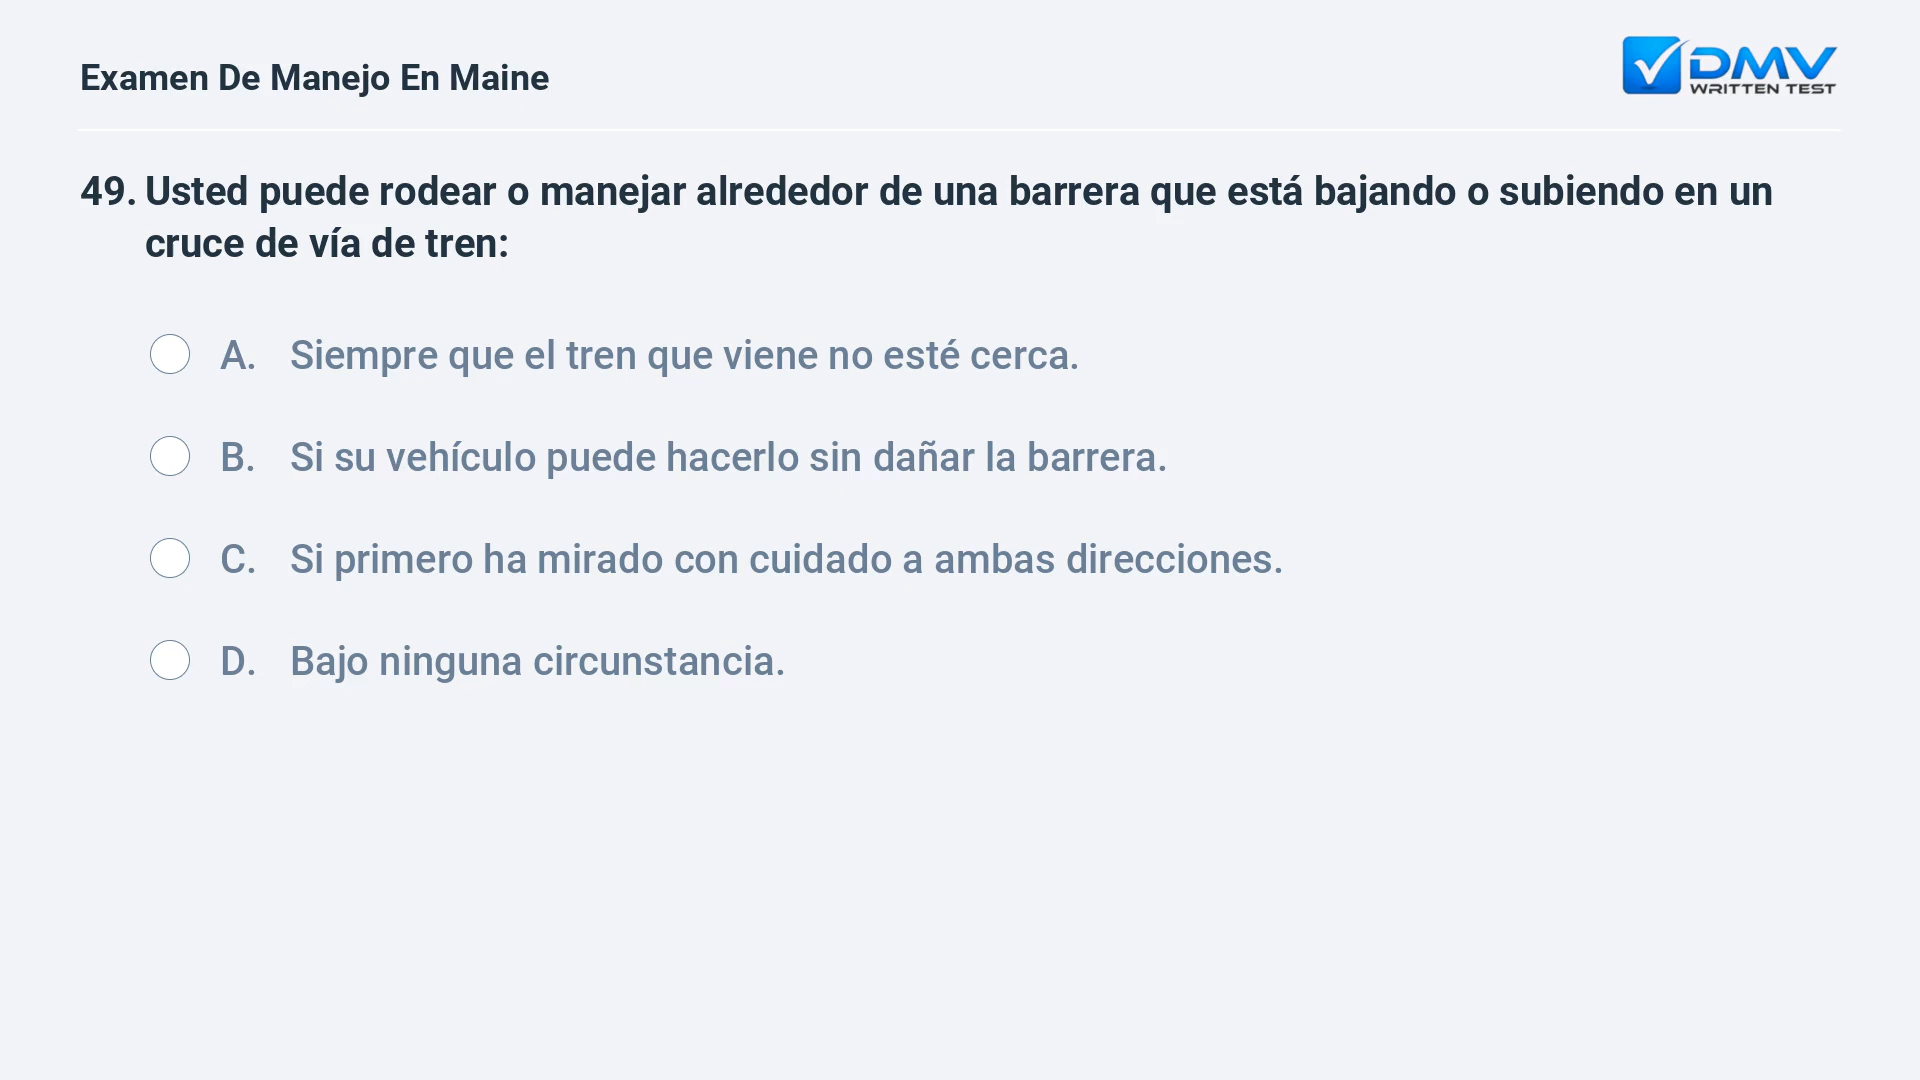 Examen De Manejo En Maine
DMV
WRITTEN TEST
49. Usted puede rodear o manejar alrededor de una barrera que está bajando o subiendo en un
cruce de vía de tren:
A. Siempre que el tren que viene no esté cerca.
B. Si su vehículo puede hacerlo sin dañar la barrera.
C. Si primero ha mirado con cuidado a ambas direcciones.
D. Bajo ninguna circunstancia.